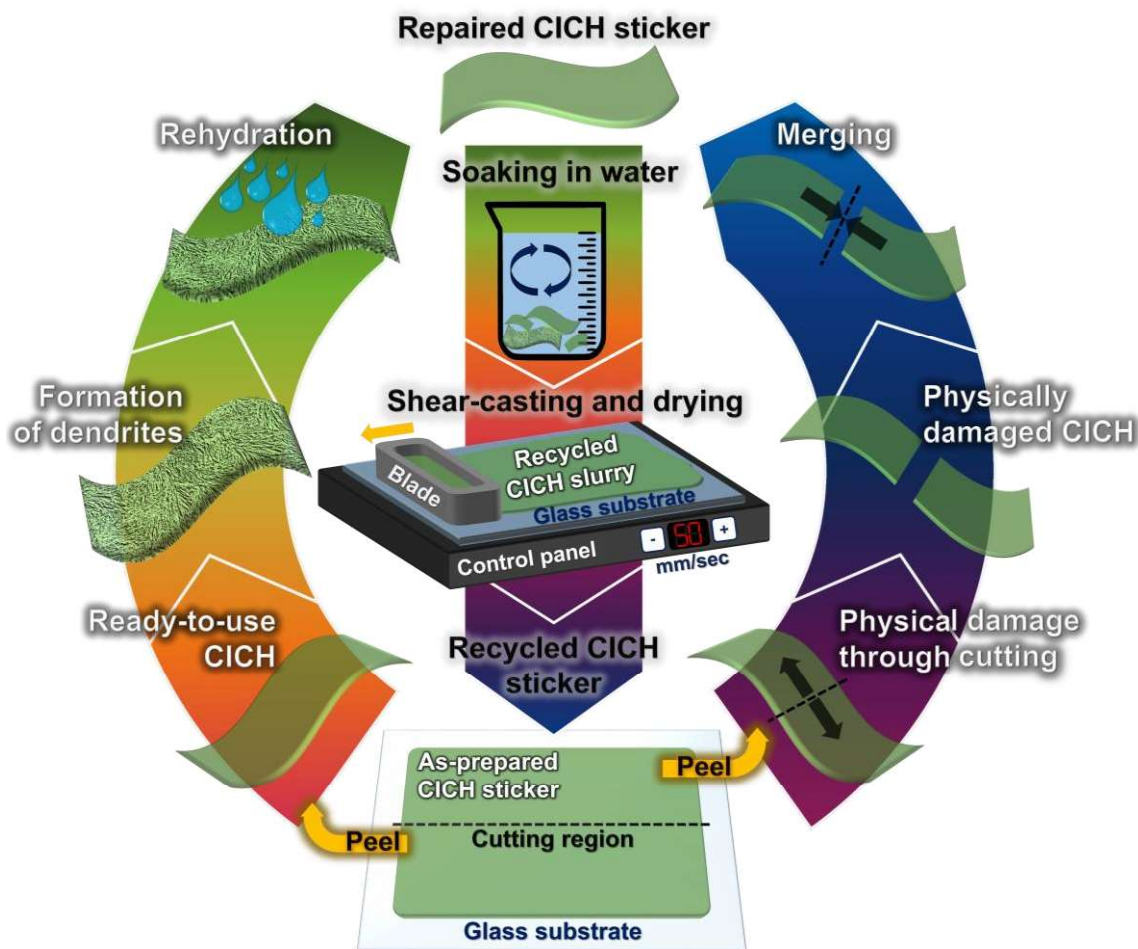 Repaired CICH sticker
Rehydration
Merging
Soaking in water
Formation
of dendrites
Shear-casting and drying
Physically
damaged CICH
Blade
Recycled
CICH slurry
Glass substrate
Control panel
-
50
+
mm/sec
Ready-to-use
CICH
Recycled CICH
sticker
Physical damage
through cutting
As-prepared
CICH sticker
Peel
Peel
Cutting region
Glass substrate